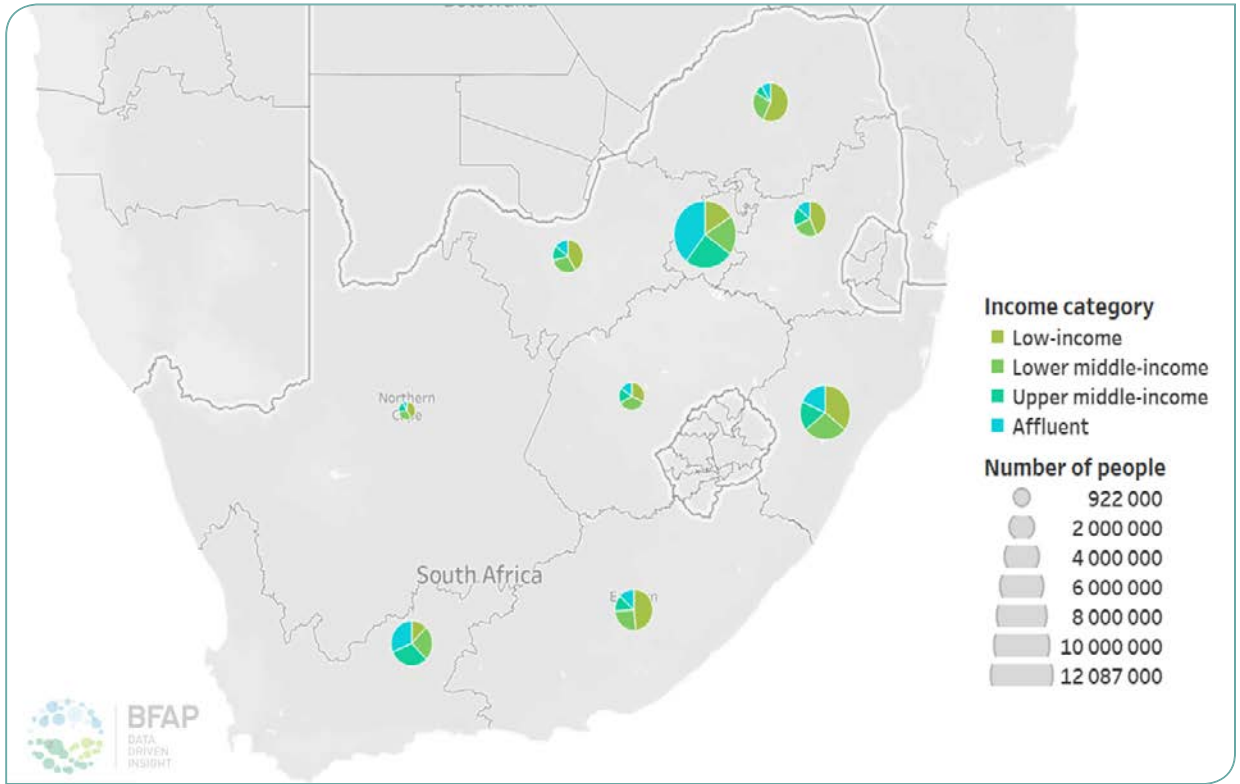 Botswana
Northern
Cape
South Africa
Income category
Low-income
Lower middle-income
Upper middle-income
Affluent
Number of people
922 000
2 000 000
4 000 000
6 000 000
8 000 000
10 000 000
12 087 000
BFAP
DATA
DRIVEN
INSIGHT